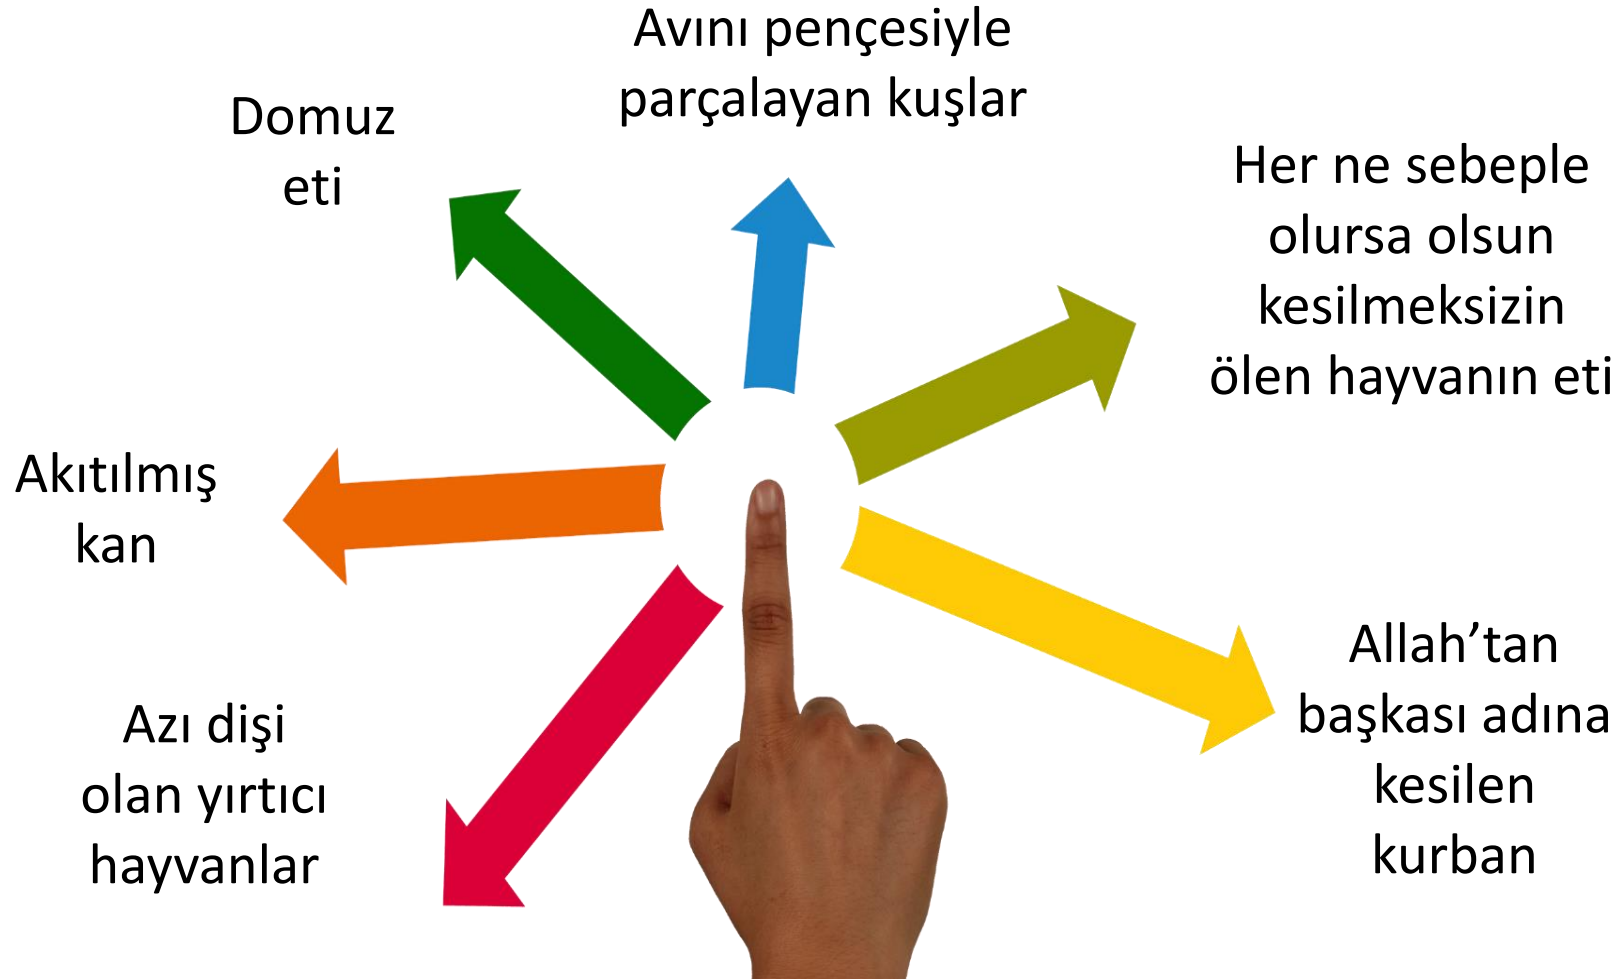 Avını pençesiyle
parçalayan kuşlar
Domuz
eti
Her ne sebeple
olursa olsun
kesilmeksizin
ölen hayvanın eti
Akıtılmış
kan
Allah’tan
başkası adına
kesilen
kurban
Azı dişi
olan yırtıcı
hayvanlar